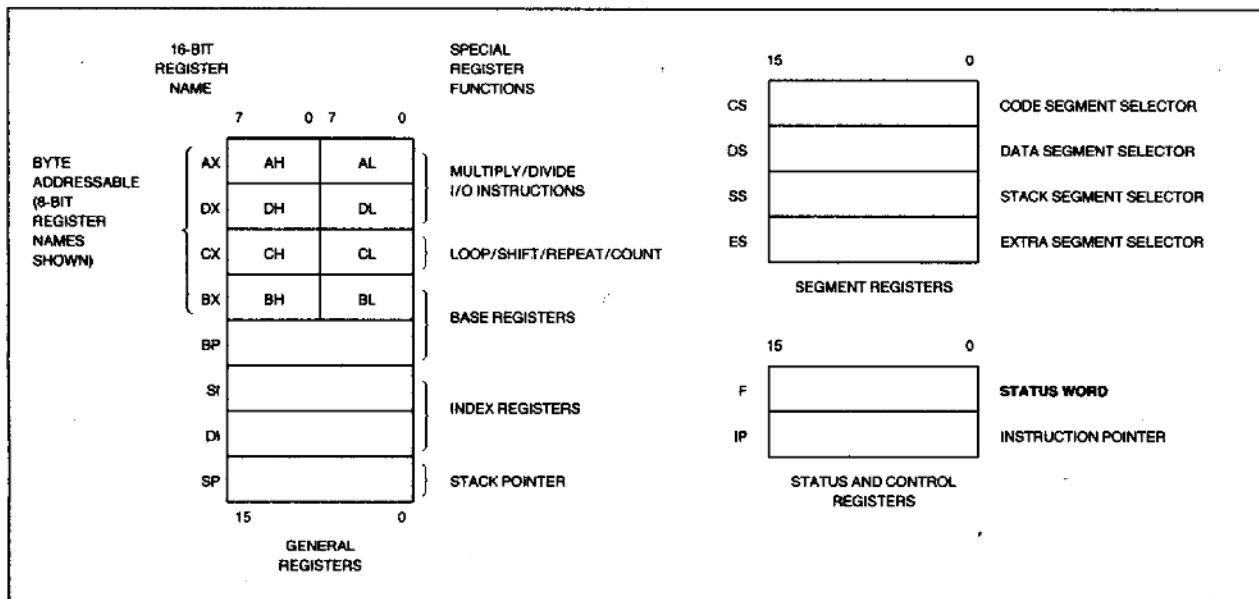 16-BIT
REGISTER
NAME
SPECIAL
REGISTER
FUNCTIONS
7 0 7 0
BYTE
ADDRESSABLE
(8-BIT
REGISTER
NAMES
SHOWN)
AX AH AL
DX DH DL
MULTIPLY/DIVIDE
I/O INSTRUCTIONS
CX CH CL LOOP/SHIFT/REPEAT/COUNT
BX BH BL
BP
BASE REGISTERS
SI
DI
INDEX REGISTERS
SP STACK POINTER
15 0
GENERAL
REGISTERS
15 0
CS CODE SEGMENT SELECTOR
DS DATA SEGMENT SELECTOR
SS STACK SEGMENT SELECTOR
ES EXTRA SEGMENT SELECTOR
SEGMENT REGISTERS
15 0
F STATUS WORD
IP INSTRUCTION POINTER
STATUS AND CONTROL
REGISTERS